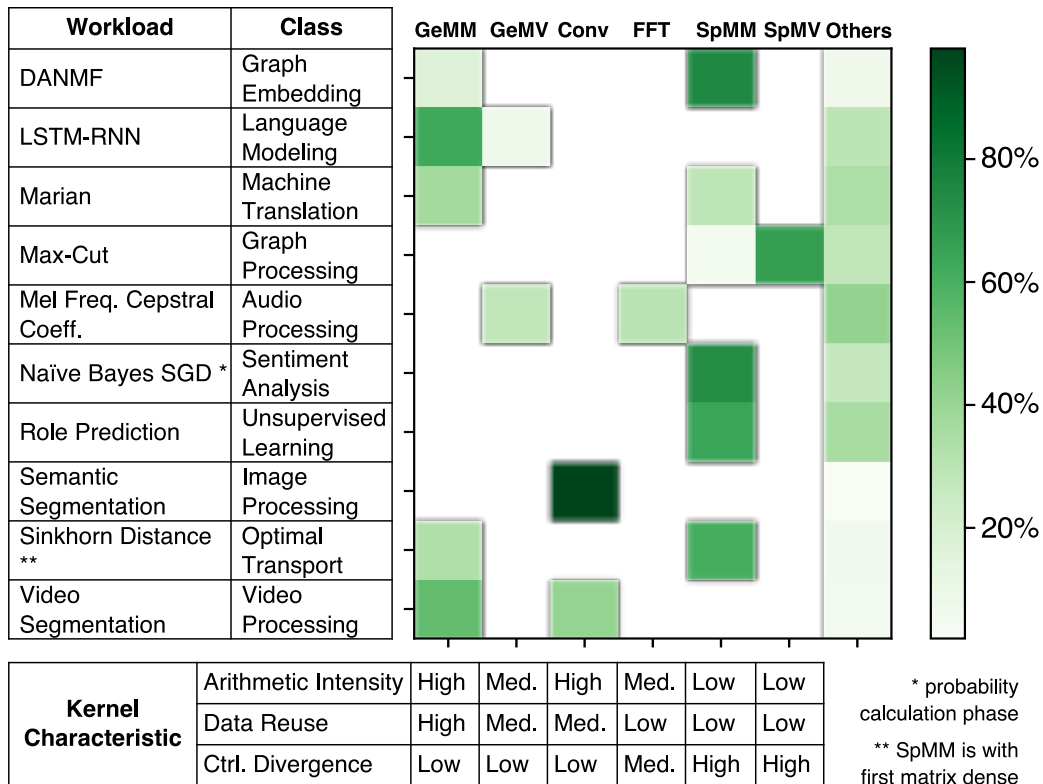 Workload Class GeMM GeMV Conv FFT SpMM SpMV Others
DANMF Graph Embedding
LSTM-RNN Language Modeling
Marian Machine Translation
Max-Cut Graph Processing
Mel Freq. Cepstral Coeff. Audio Processing
Naïve Bayes SGD * Sentiment Analysis
Role Prediction Unsupervised Learning
Semantic Segmentation Image Processing
Sinkhorn Distance ** Optimal Transport
Video Segmentation Video Processing
80%
60%
40%
20%
Kernel Characteristic
Arithmetic Intensity High Med. High Med. Low Low
Data Reuse High Med. Med. Low Low Low
Ctrl. Divergence Low Low Low Med. High High
* probability
calculation phase
** SpMM is with
first matrix dense